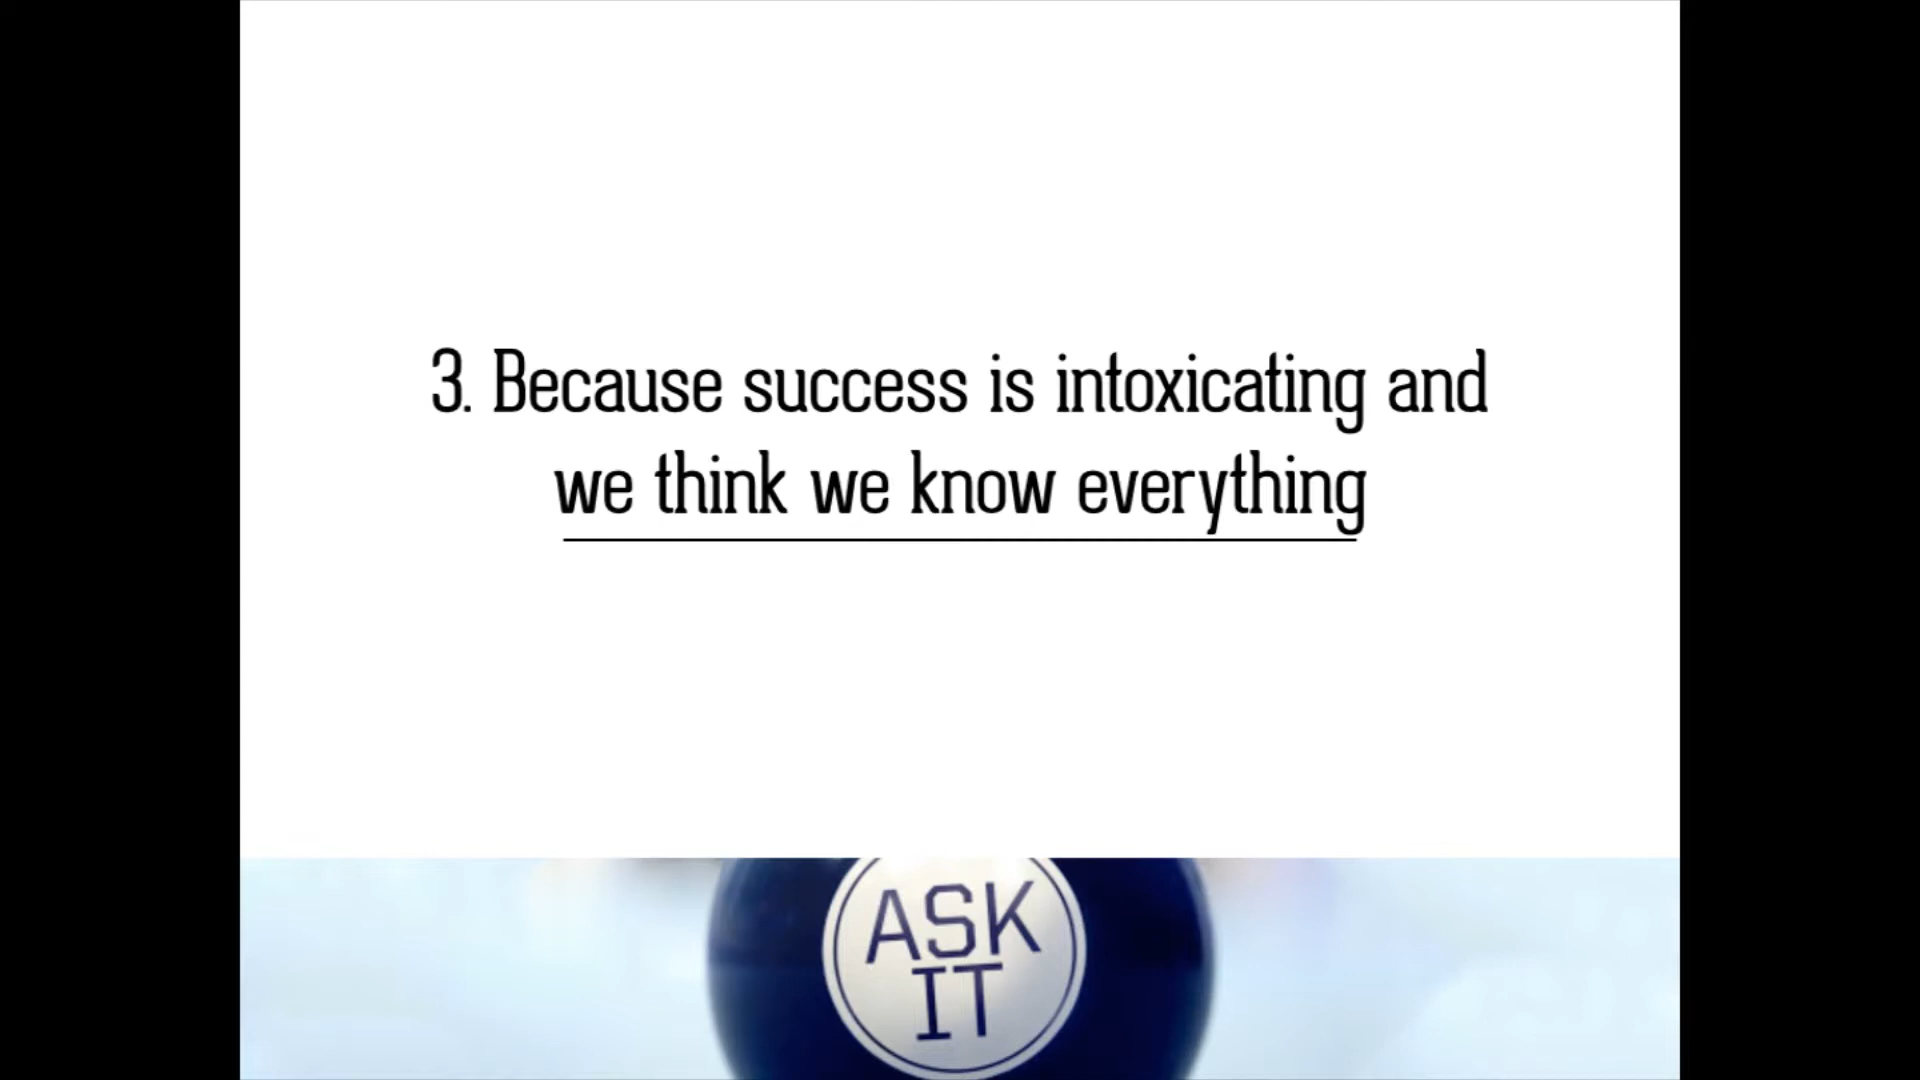 3. Because success is intoxicating and
we think we know everything
ASK
IT